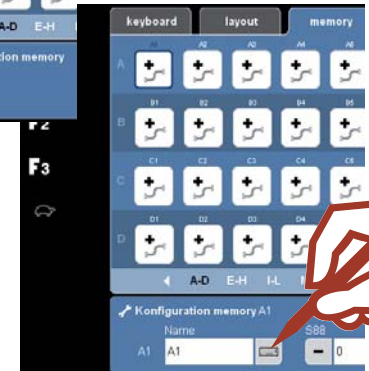 A-D E-H
tion memory
F2
F3
keyboard layout memory
A1 A2 A3 A4 A5
A
B1 B2 B3 B4 B5
B
C1 C2 C3 C4 C5
C
D1 D2 D3 D4
D
A-D E-H I-L
Konfiguration memory A1
Name S88
A1 A1 0